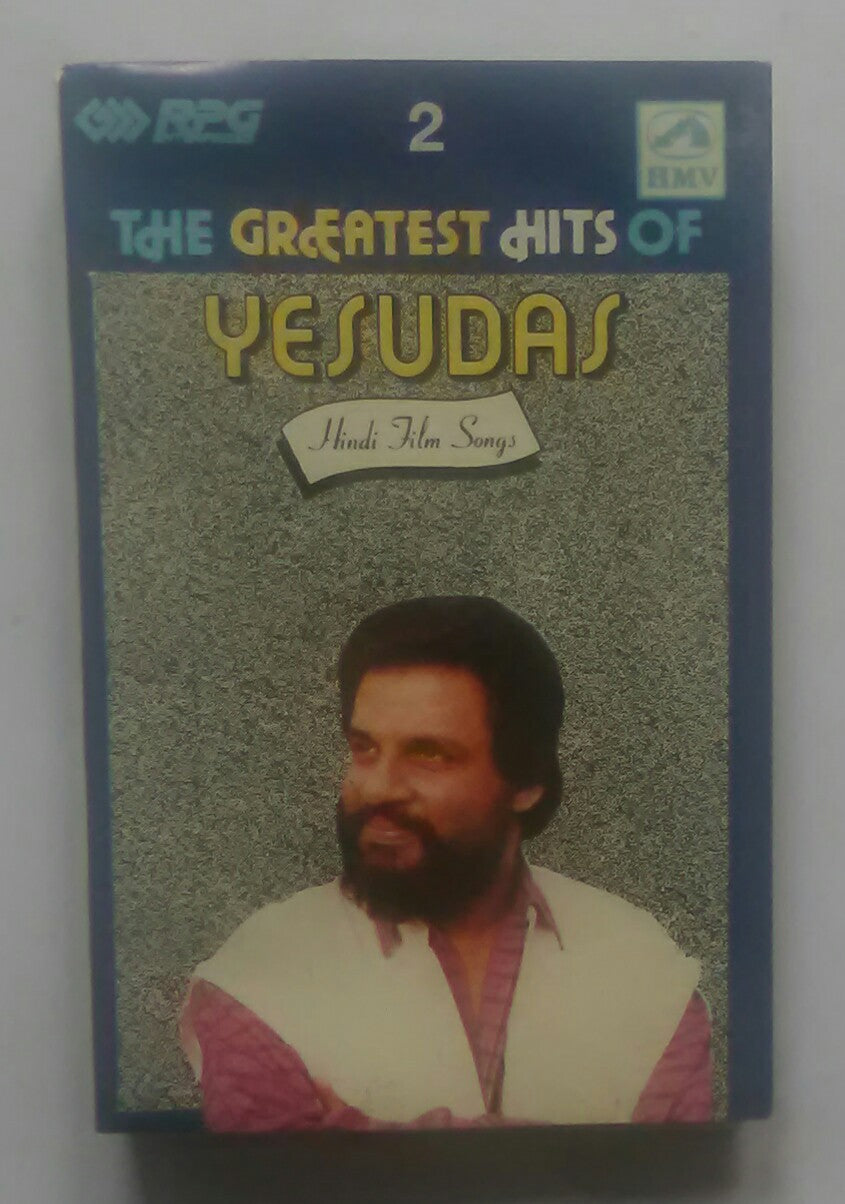 RPG
2
HMV
THE GREATEST HITS OF
YESUDAS
Hindi Film Songs